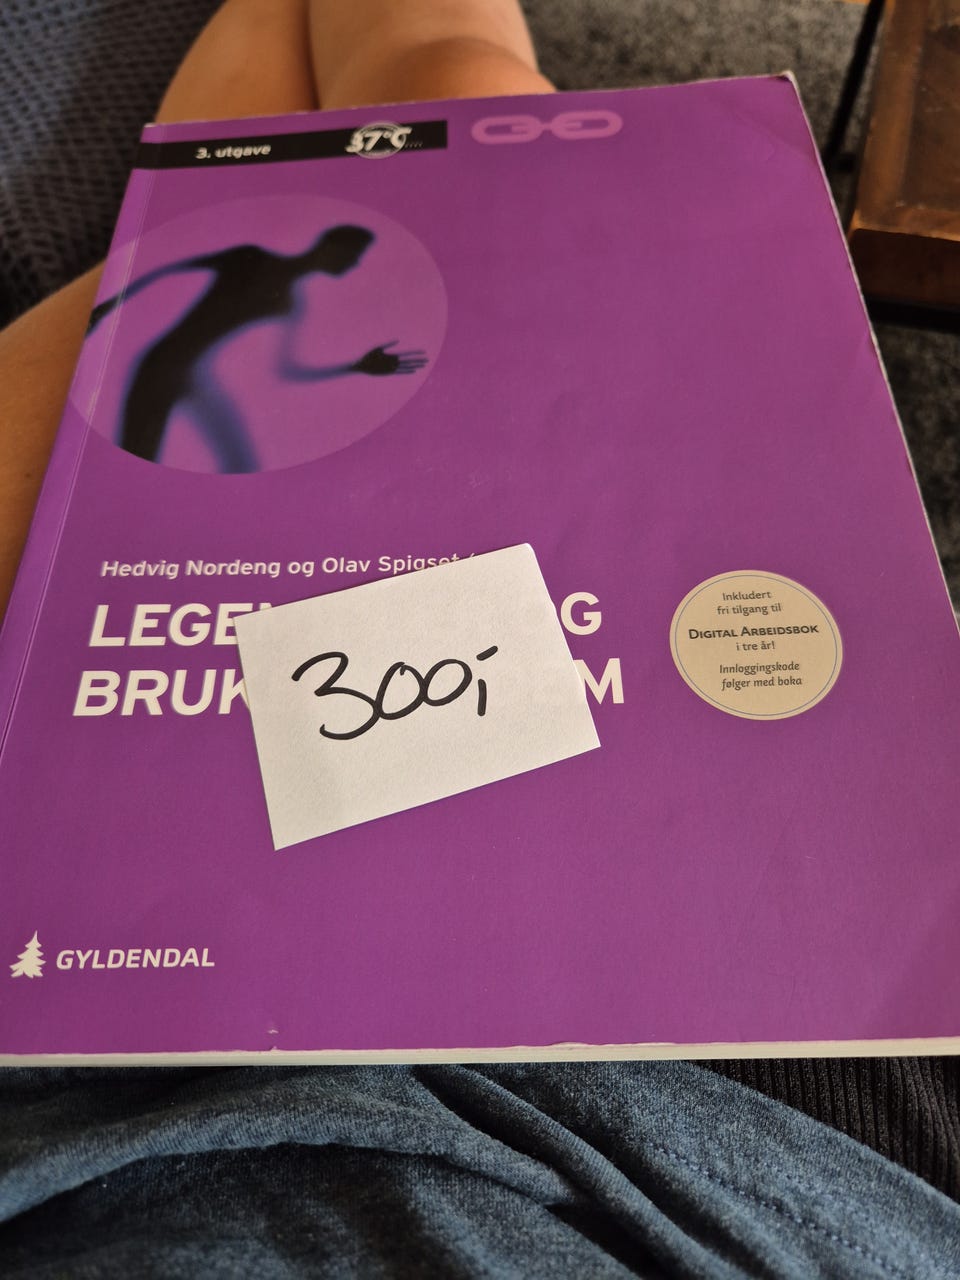 3. utgave
37°C
Hedvig Nordeng og Olav Spigset
LEGE OG
BRUK M
300,-
Inkludert
fri tilgang til
DIGITAL ARBEIDSBOK
i tre år!
Innloggingskode
følger med boka
GYLDENDAL